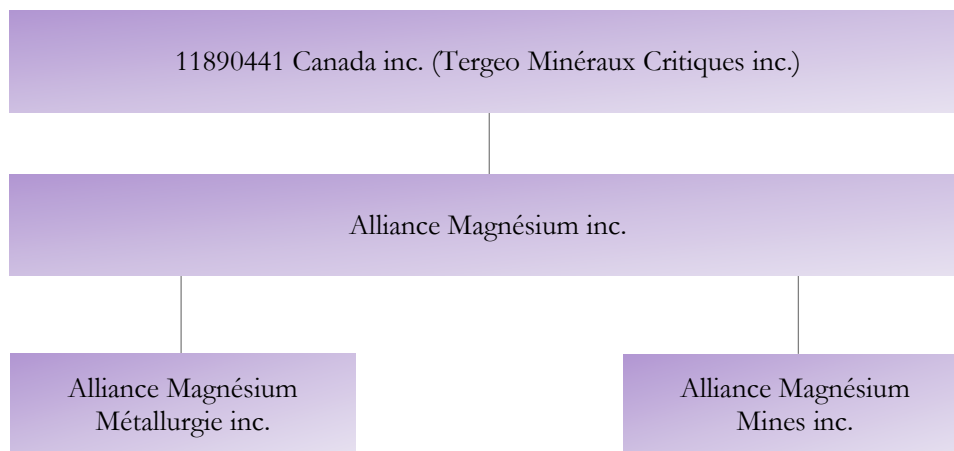 11890441 Canada inc. (Tergeo Minéraux Critiques inc.)
Alliance Magnésium inc.
Alliance Magnésium
Métallurgie inc.
Alliance Magnésium
Mines inc.